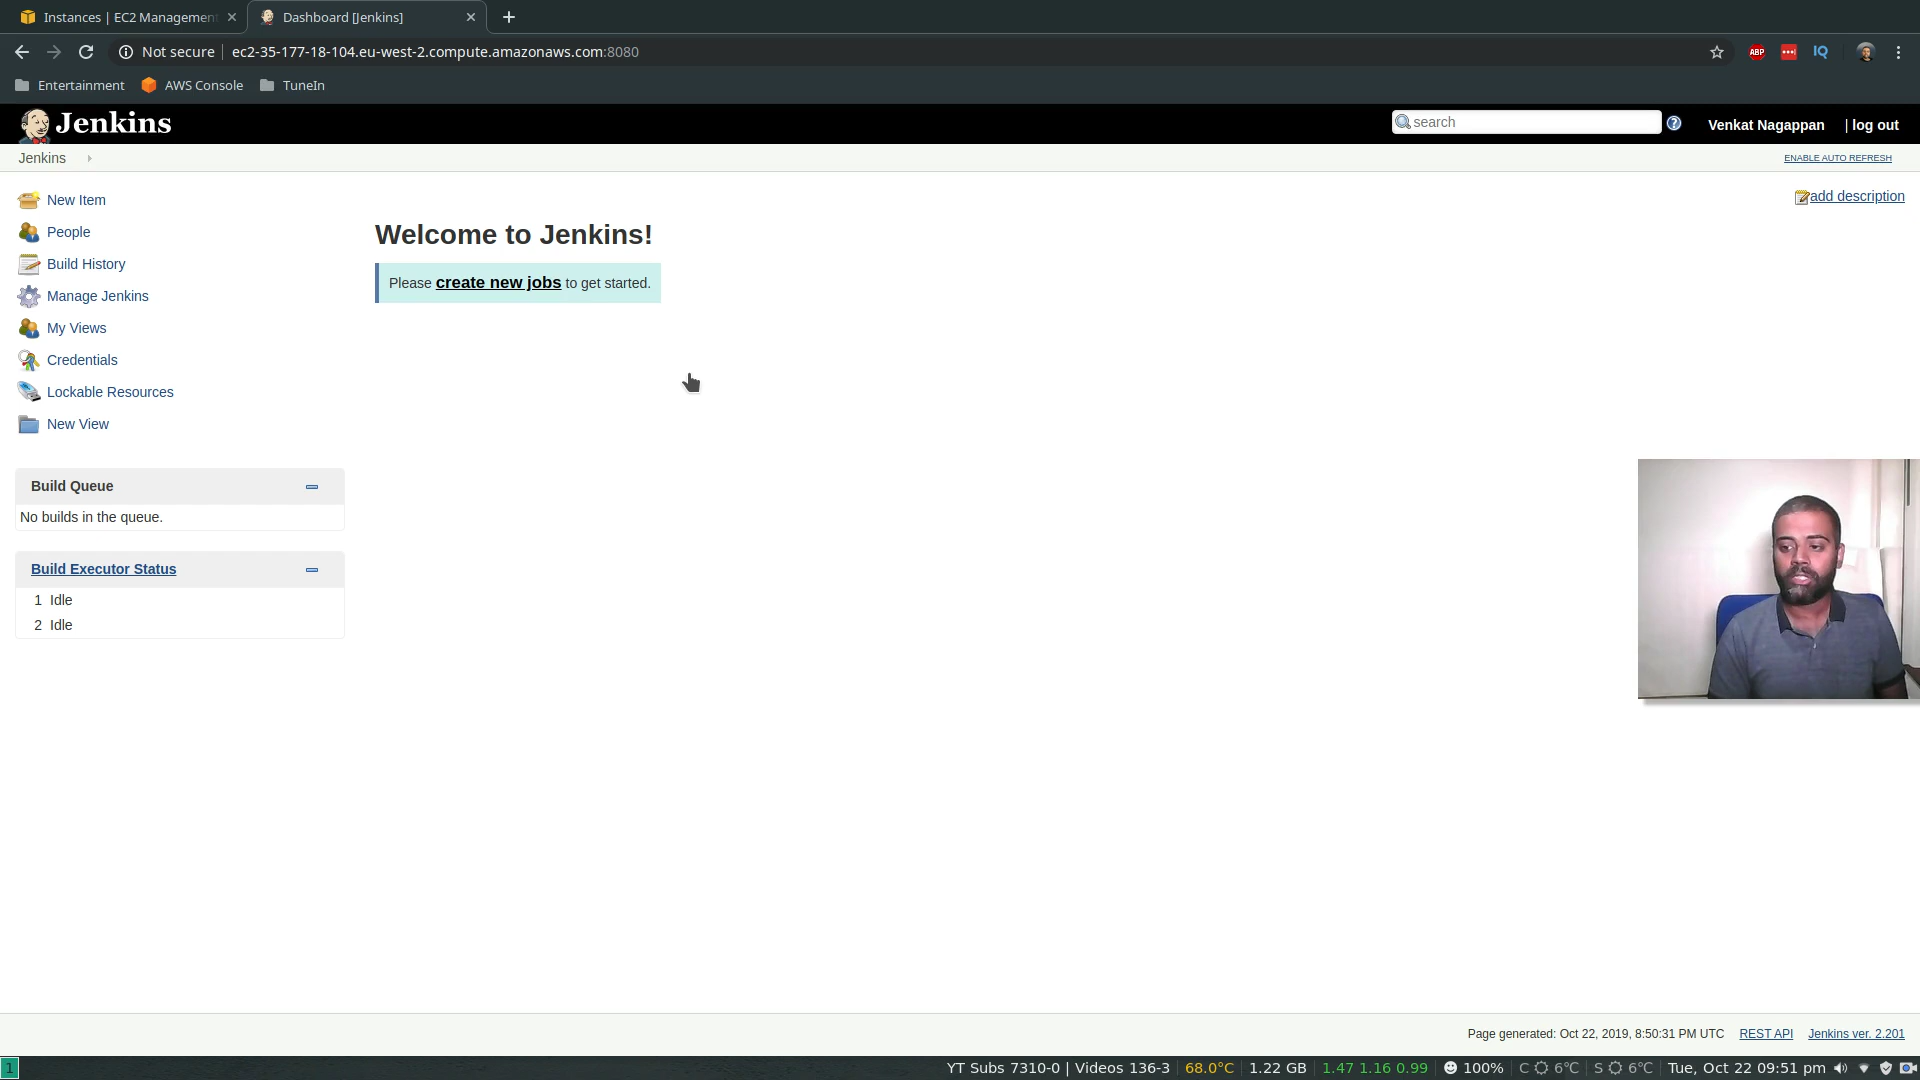 Instances | EC2 Management
Dashboard [Jenkins]
Not secure | ec2-35-177-18-104.eu-west-2.compute.amazonaws.com:8080
ABP
IQ
Entertainment
AWS Console
TuneIn
Jenkins
search
Venkat Nagappan
| log out
Jenkins
ENABLE AUTO REFRESH
New Item
People
Build History
Manage Jenkins
My Views
Credentials
Lockable Resources
New View
add description
Welcome to Jenkins!
Please create new jobs to get started.
Build Queue
No builds in the queue.
Build Executor Status
1 Idle
2 Idle
Page generated: Oct 22, 2019, 8:50:31 PM UTC
REST API
Jenkins ver. 2.201
1
YT Subs 7310-0 | Videos 136-3 | 68.0°C | 1.22 GB | 1.47 1.16 0.99 | 100% | C 6°C | S 6°C | Tue, Oct 22 09:51 pm